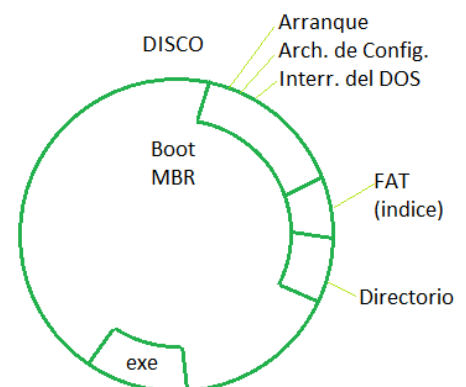 DISCO
Arranque
Arch. de Config.
Interr. del DOS
Boot
MBR
FAT
(indice)
Directorio
exe